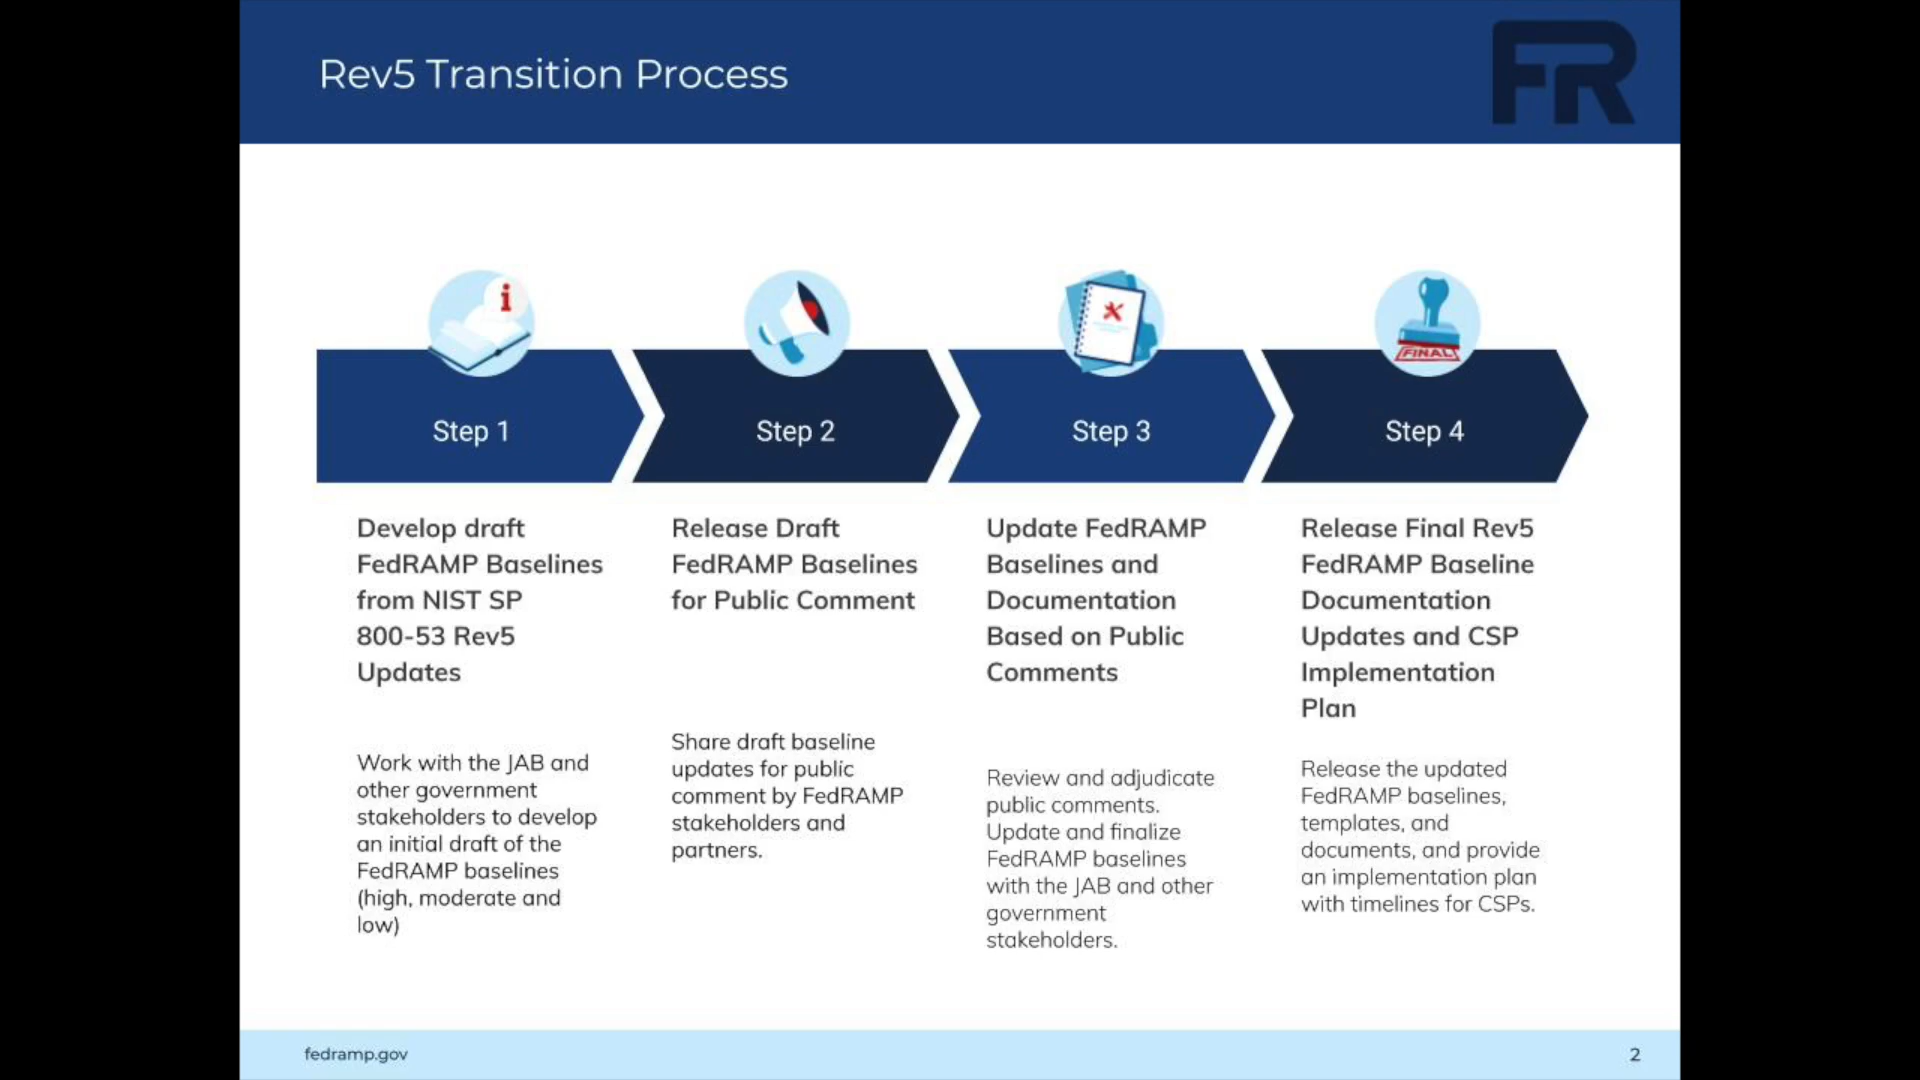 Rev5 Transition Process
FR
i
FINAL
Step 1
Step 2
Step 3
Step 4
Develop draft
FedRAMP Baselines
from NIST SP
800-53 Rev5
Updates
Work with the JAB and
other government
stakeholders to develop
an initial draft of the
FedRAMP baselines
(high, moderate and
low)
Release Draft
FedRAMP Baselines
for Public Comment
Share draft baseline
updates for public
comment by FedRAMP
stakeholders and
partners.
Update FedRAMP
Baselines and
Documentation
Based on Public
Comments
Review and adjudicate
public comments.
Update and finalize
FedRAMP baselines
with the JAB and other
government
stakeholders.
Release Final Rev5
FedRAMP Baseline
Documentation
Updates and CSP
Implementation
Plan
Release the updated
FedRAMP baselines,
templates, and
documents, and provide
an implementation plan
with timelines for CSPs.
fedramp.gov
2